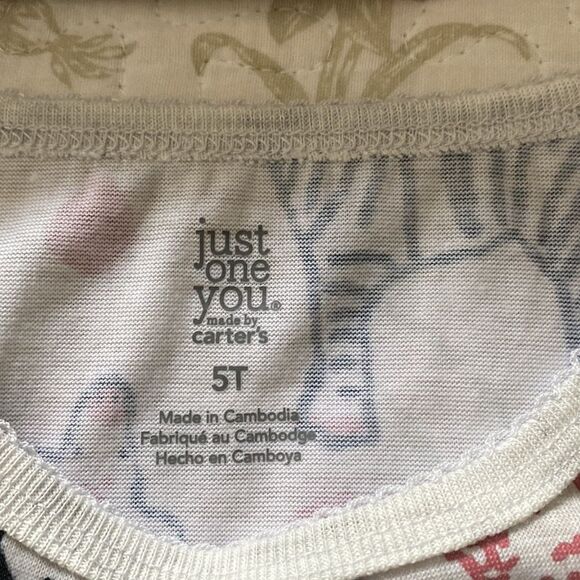 just
one
you®
made by
carter's
5T
Made in Cambodia
Fabriqué au Cambodge
Hecho en Camboya